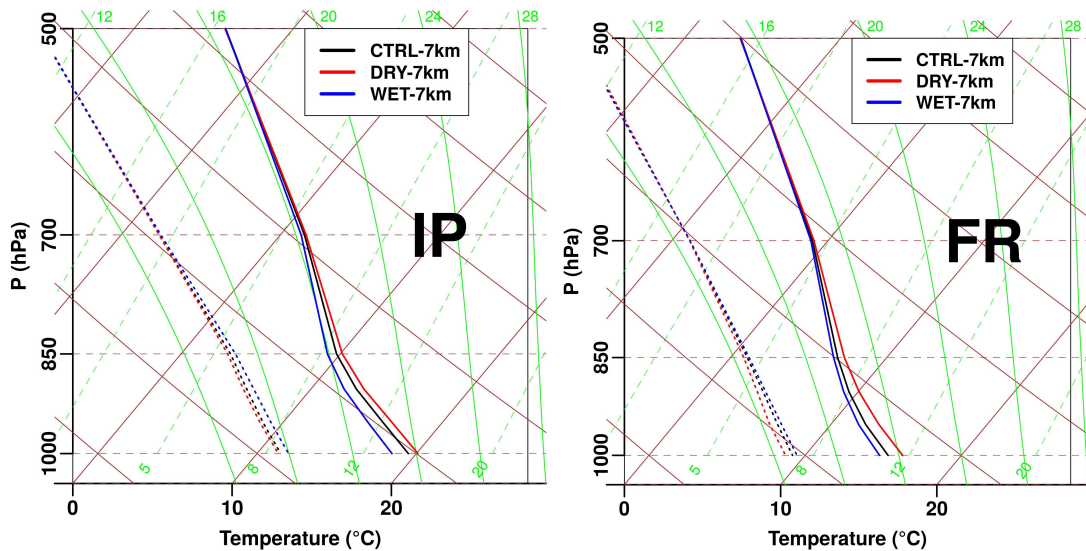 12 16 20 24 28
500
CTRL-7km
DRY-7km
WET-7km
IP
700
850
1000
P (hPa)
5 8 12 20
0 10 20
Temperature (°C)
12 16 20 24 28
500
CTRL-7km
DRY-7km
WET-7km
FR
700
850
1000
P (hPa)
5 8 12 20
0 10 20
Temperature (°C)